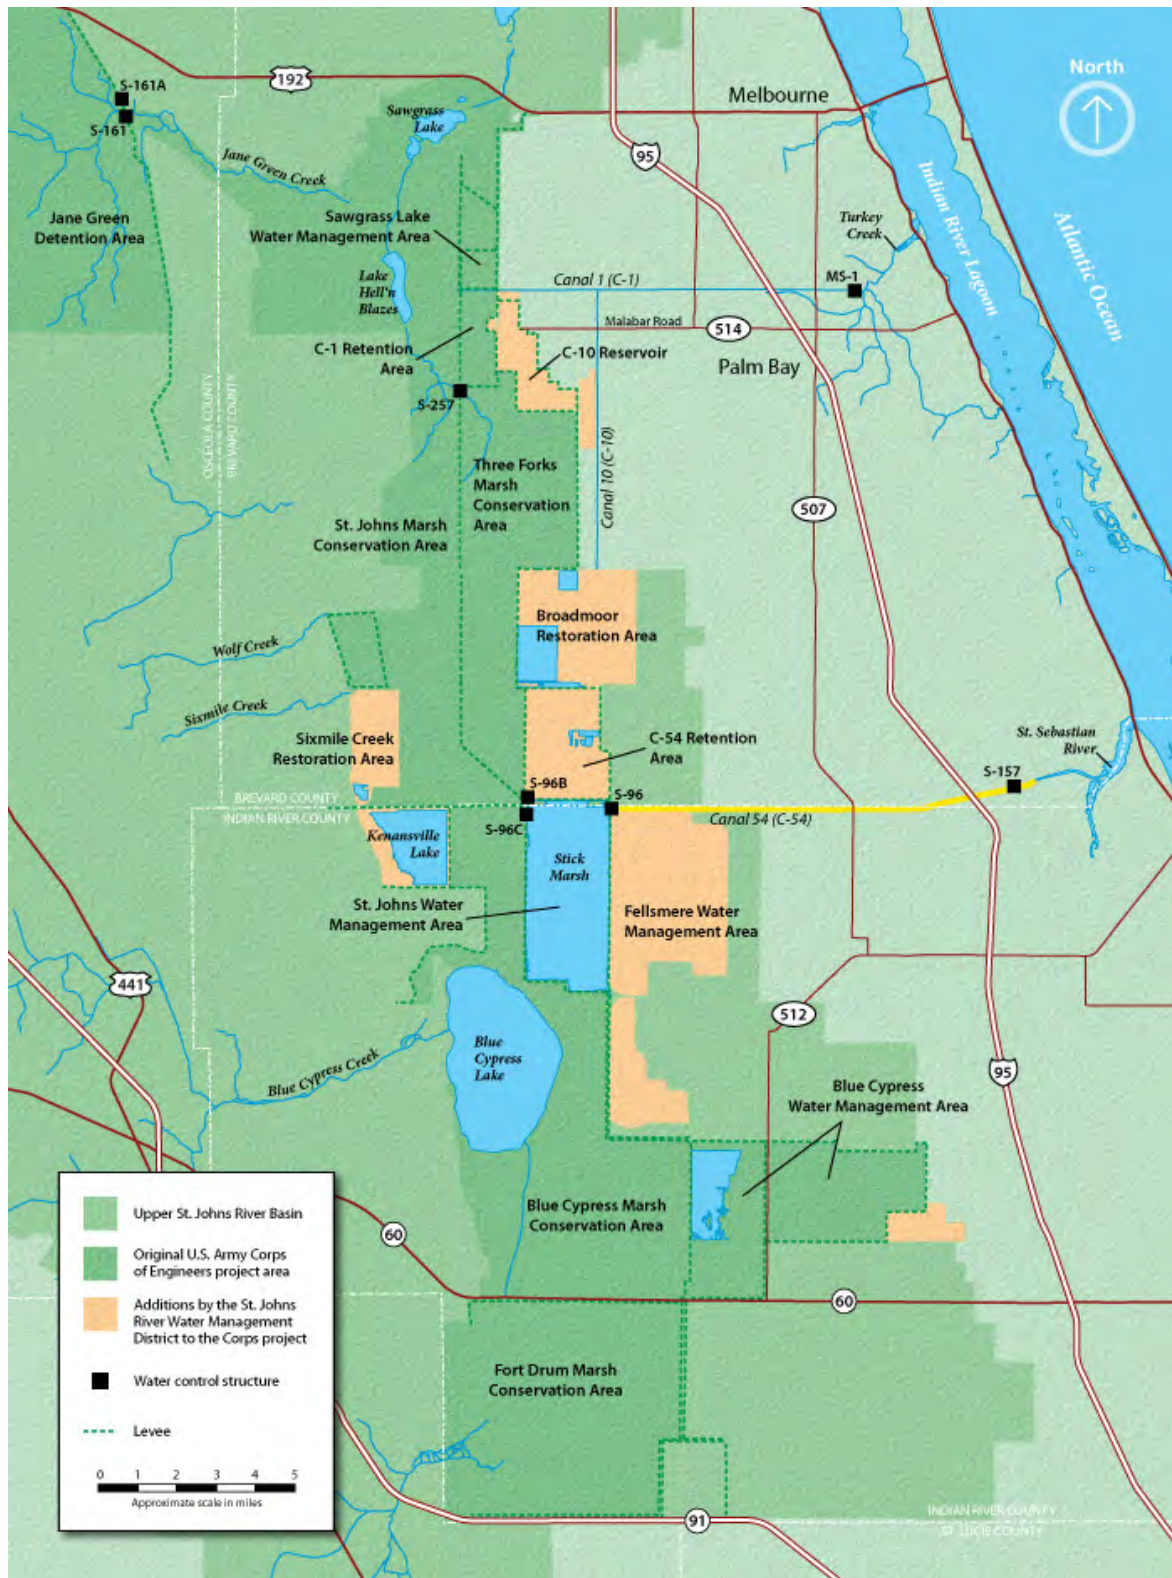 North
192
S-161A
S-161
Sawgrass
Lake
Melbourne
95
Jane Green Creek
Indian River Lagoon
Atlantic Ocean
Jane Green
Detention Area
Sawgrass Lake
Water Management Area
Turkey
Creek
Lake
Hell'n
Blazes
Canal 1 (C-1)
MS-1
Malabar Road
514
C-1 Retention
Area
C-10 Reservoir
Palm Bay
S-257
OSCEOLA COUNTY
BREVARD COUNTY
Canal 10 (C-10)
Three Forks
Marsh
Conservation
Area
507
St. Johns Marsh
Conservation Area
Broadmoor
Restoration Area
Wolf Creek
Sixmile Creek
Sixmile Creek
Restoration Area
C-54 Retention
Area
St. Sebastian
River
S-157
S-96B
S-96
BREVARD COUNTY
INDIAN RIVER COUNTY
S-96C
Canal 54 (C-54)
Kenansville
Lake
Stick
Marsh
St. Johns Water
Management Area
Fellsmere Water
Management Area
441
512
Blue
Cypress
Lake
Blue Cypress Creek
95
Blue Cypress
Water Management Area
Blue Cypress Marsh
Conservation Area
60
60
Fort Drum Marsh
Conservation Area
91
INDIAN RIVER COUNTY
ST. LUCIE COUNTY
Upper St. Johns River Basin
Original U.S. Army Corps
of Engineers project area
Additions by the St. Johns
River Water Management
District to the Corps project
Water control structure
Levee
0 1 2 3 4 5
Approximate scale in miles